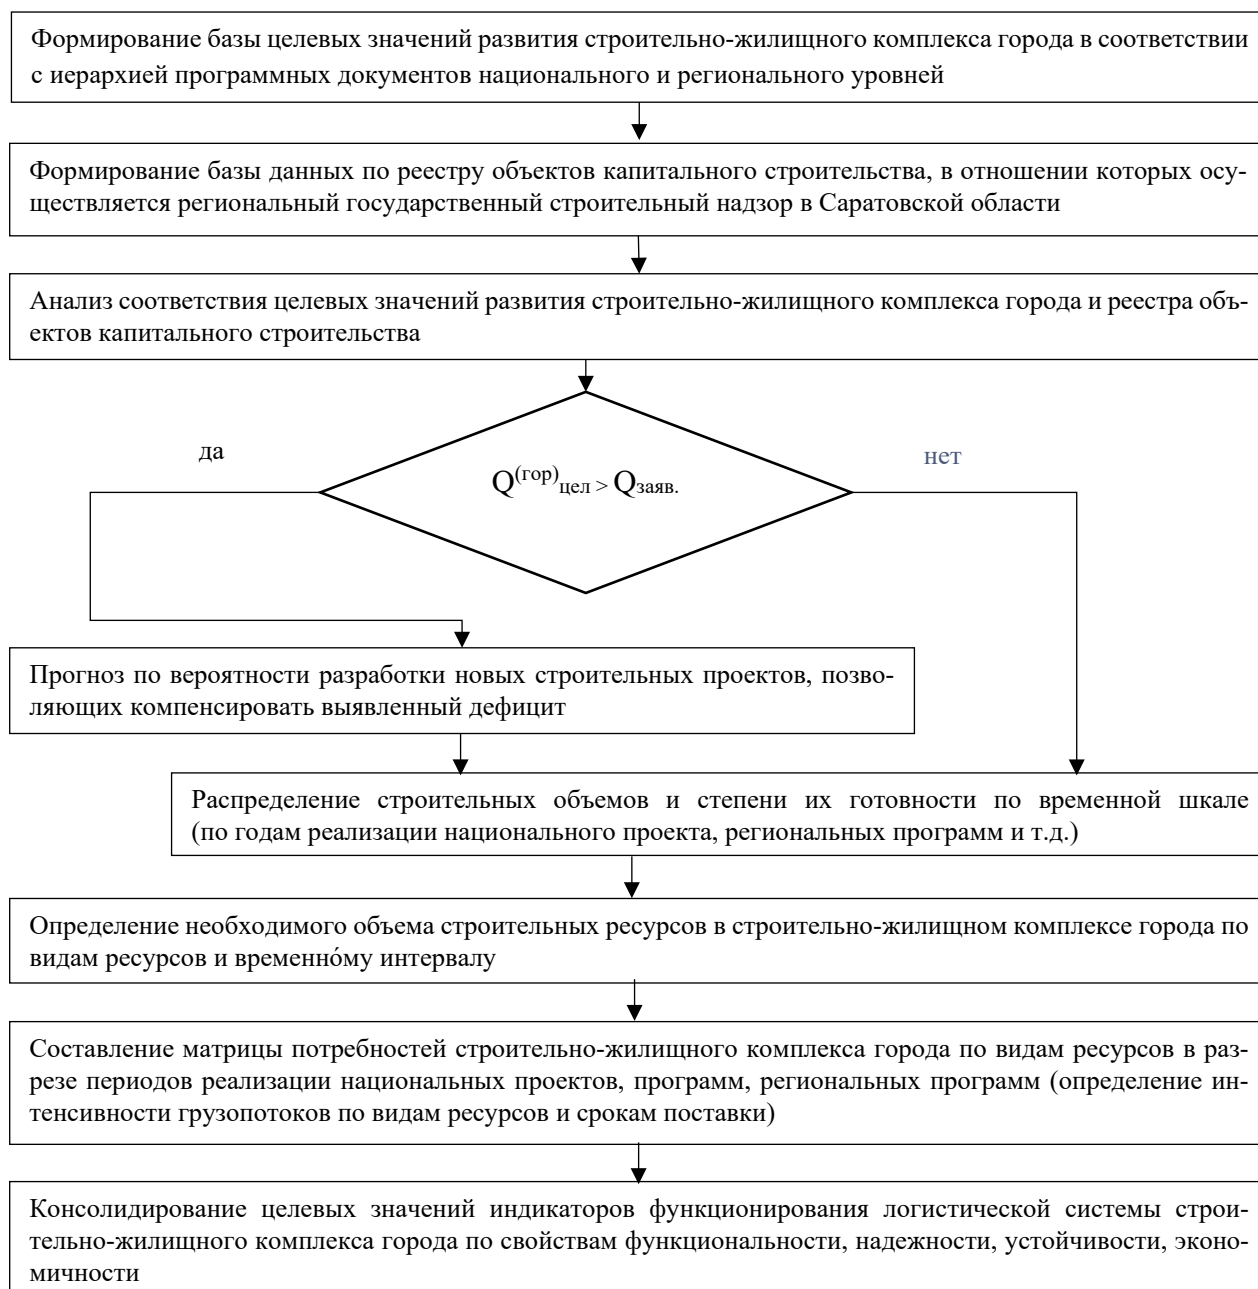 Формирование базы целевых значений развития строительно-жилищного комплекса города в соответствии
с иерархией программных документов национального и регионального уровней
Формирование базы данных по реестру объектов капитального строительства, в отношении которых осу-
ществляется региональный государственный строительный надзор в Саратовской области
Анализ соответствия целевых значений развития строительно-жилищного комплекса города и реестра объ-
ектов капитального строительства
да
нет
Q(гор)цел > Qзаяв.
Прогноз по вероятности разработки новых строительных проектов, позво-
ляющих компенсировать выявленный дефицит
Распределение строительных объемов и степени их готовности по временной шкале
(по годам реализации национального проекта, региональных программ и т.д.)
Определение необходимого объема строительных ресурсов в строительно-жилищном комплексе города по
видам ресурсов и временно́му интервалу
Составление матрицы потребностей строительно-жилищного комплекса города по видам ресурсов в раз-
резе периодов реализации национальных проектов, программ, региональных программ (определение ин-
тенсивности грузопотоков по видам ресурсов и срокам поставки)
Консолидирование целевых значений индикаторов функционирования логистической системы строи-
тельно-жилищного комплекса города по свойствам функциональности, надежности, устойчивости, эконо-
мичности